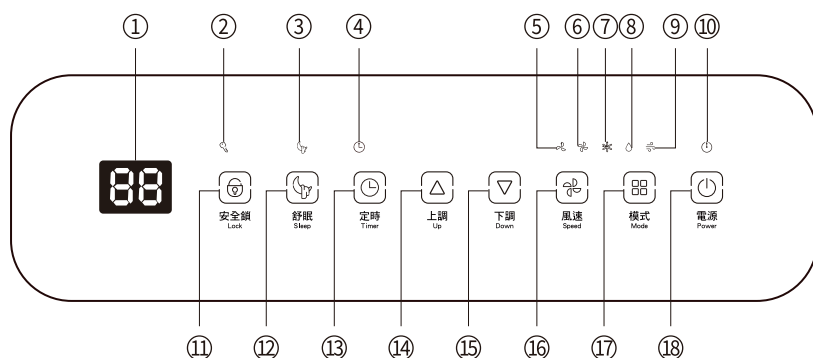 ① ② ③ ④ ⑤ ⑥ ⑦ ⑧ ⑨ ⑩
88
安全鎖 舒眠 定時 上調 下調 風速 模式 電源
Lock Sleep Timer Up Down Speed Mode Power
⑪ ⑫ ⑬ ⑭ ⑮ ⑯ ⑰ ⑱